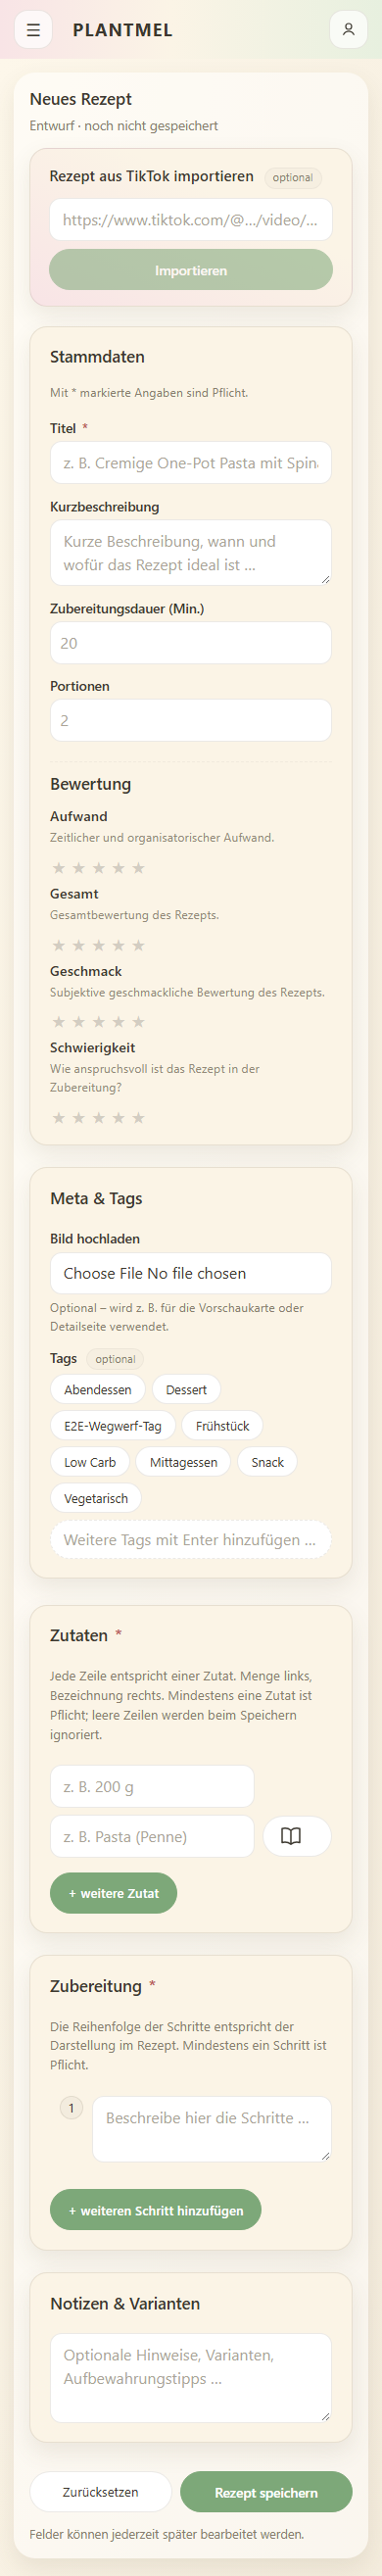 PLANTMEL
Neues Rezept
Entwurf · noch nicht gespeichert
Rezept aus TikTok importieren optional
https://www.tiktok.com/@.../video/...
Importieren
Stammdaten
Mit * markierte Angaben sind Pflicht.
Titel *
z. B. Cremige One-Pot Pasta mit Spin
Kurzbeschreibung
Kurze Beschreibung, wann und
wofür das Rezept ideal ist ...
Zubereitungsdauer (Min.)
20
Portionen
2
Bewertung
Aufwand
Zeitlicher und organisatorischer Aufwand.
★ ★ ★ ★ ★
Gesamt
Gesamtbewertung des Rezepts.
★ ★ ★ ★ ★
Geschmack
Subjektive geschmackliche Bewertung des Rezepts.
★ ★ ★ ★ ★
Schwierigkeit
Wie anspruchsvoll ist das Rezept in der
Zubereitung?
★ ★ ★ ★ ★
Meta & Tags
Bild hochladen
Choose File No file chosen
Optional – wird z. B. für die Vorschaukarte oder
Detailseite verwendet.
Tags optional
Abendessen Dessert
E2E-Wegwerf-Tag Frühstück
Low Carb Mittagessen Snack
Vegetarisch
Weitere Tags mit Enter hinzufügen ...
Zutaten *
Jede Zeile entspricht einer Zutat. Menge links,
Bezeichnung rechts. Mindestens eine Zutat ist
Pflicht; leere Zeilen werden beim Speichern
ignoriert.
z. B. 200 g
z. B. Pasta (Penne)
+ weitere Zutat
Zubereitung *
Die Reihenfolge der Schritte entspricht der
Darstellung im Rezept. Mindestens ein Schritt ist
Pflicht.
1 Beschreibe hier die Schritte ...
+ weiteren Schritt hinzufügen
Notizen & Varianten
Optionale Hinweise, Varianten,
Aufbewahrungstipps ...
Zurücksetzen Rezept speichern
Felder können jederzeit später bearbeitet werden.